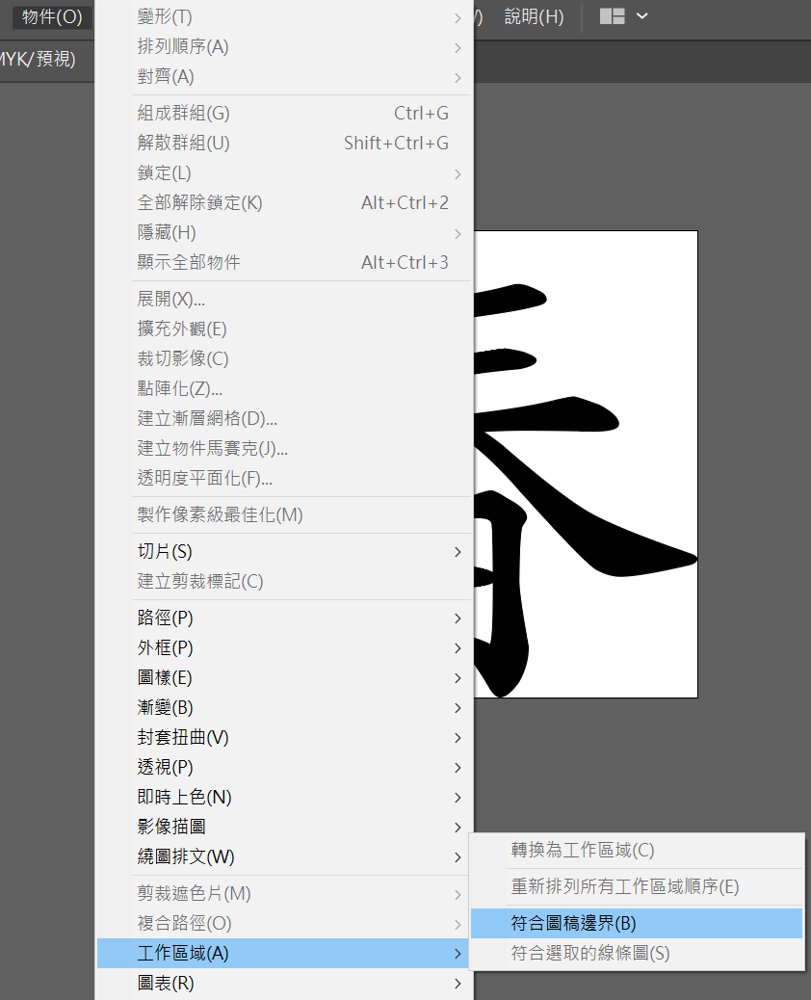 物件(O)
說明(H)
MYK/預視)
變形(T)
排列順序(A)
對齊(A)
組成群組(G) Ctrl+G
解散群組(U) Shift+Ctrl+G
鎖定(L)
全部解除鎖定(K) Alt+Ctrl+2
隱藏(H)
顯示全部物件 Alt+Ctrl+3
展開(X)...
擴充外觀(E)
裁切影像(C)
點陣化(Z)...
建立漸層網格(D)...
建立物件馬賽克(J)...
透明度平面化(F)...
製作像素級最佳化(M)
切片(S)
建立剪裁標記(C)
路徑(P)
外框(P)
圖樣(E)
漸變(B)
封套扭曲(V)
透視(P)
即時上色(N)
影像描圖
繞圖排文(W)
剪裁遮色片(M)
複合路徑(O)
工作區域(A)
圖表(R)
轉換為工作區域(C)
重新排列所有工作區域順序(E)
符合圖稿邊界(B)
符合選取的線條圖(S)